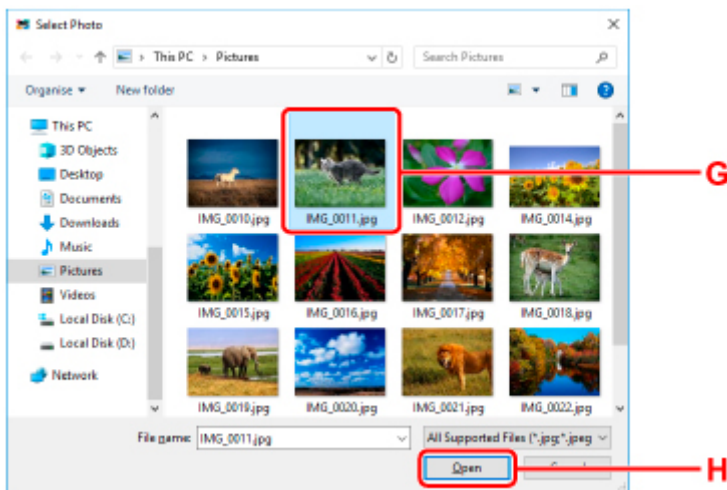 Select Photo
This PC > Pictures
Search Pictures
Organise
New folder
This PC
3D Objects
Desktop
Documents
Downloads
Music
Pictures
Videos
Local Disk (C:)
Local Disk (D:)
Network
IMG_0010.jpg
IMG_0011.jpg
IMG_0012.jpg
IMG_0014.jpg
IMG_0015.jpg
IMG_0016.jpg
IMG_0017.jpg
IMG_0018.jpg
IMG_0019.jpg
IMG_0020.jpg
IMG_0021.jpg
IMG_0022.jpg
G
File name: IMG_0011.jpg
All Supported Files (*.jpg;*.jpeg
Open
H